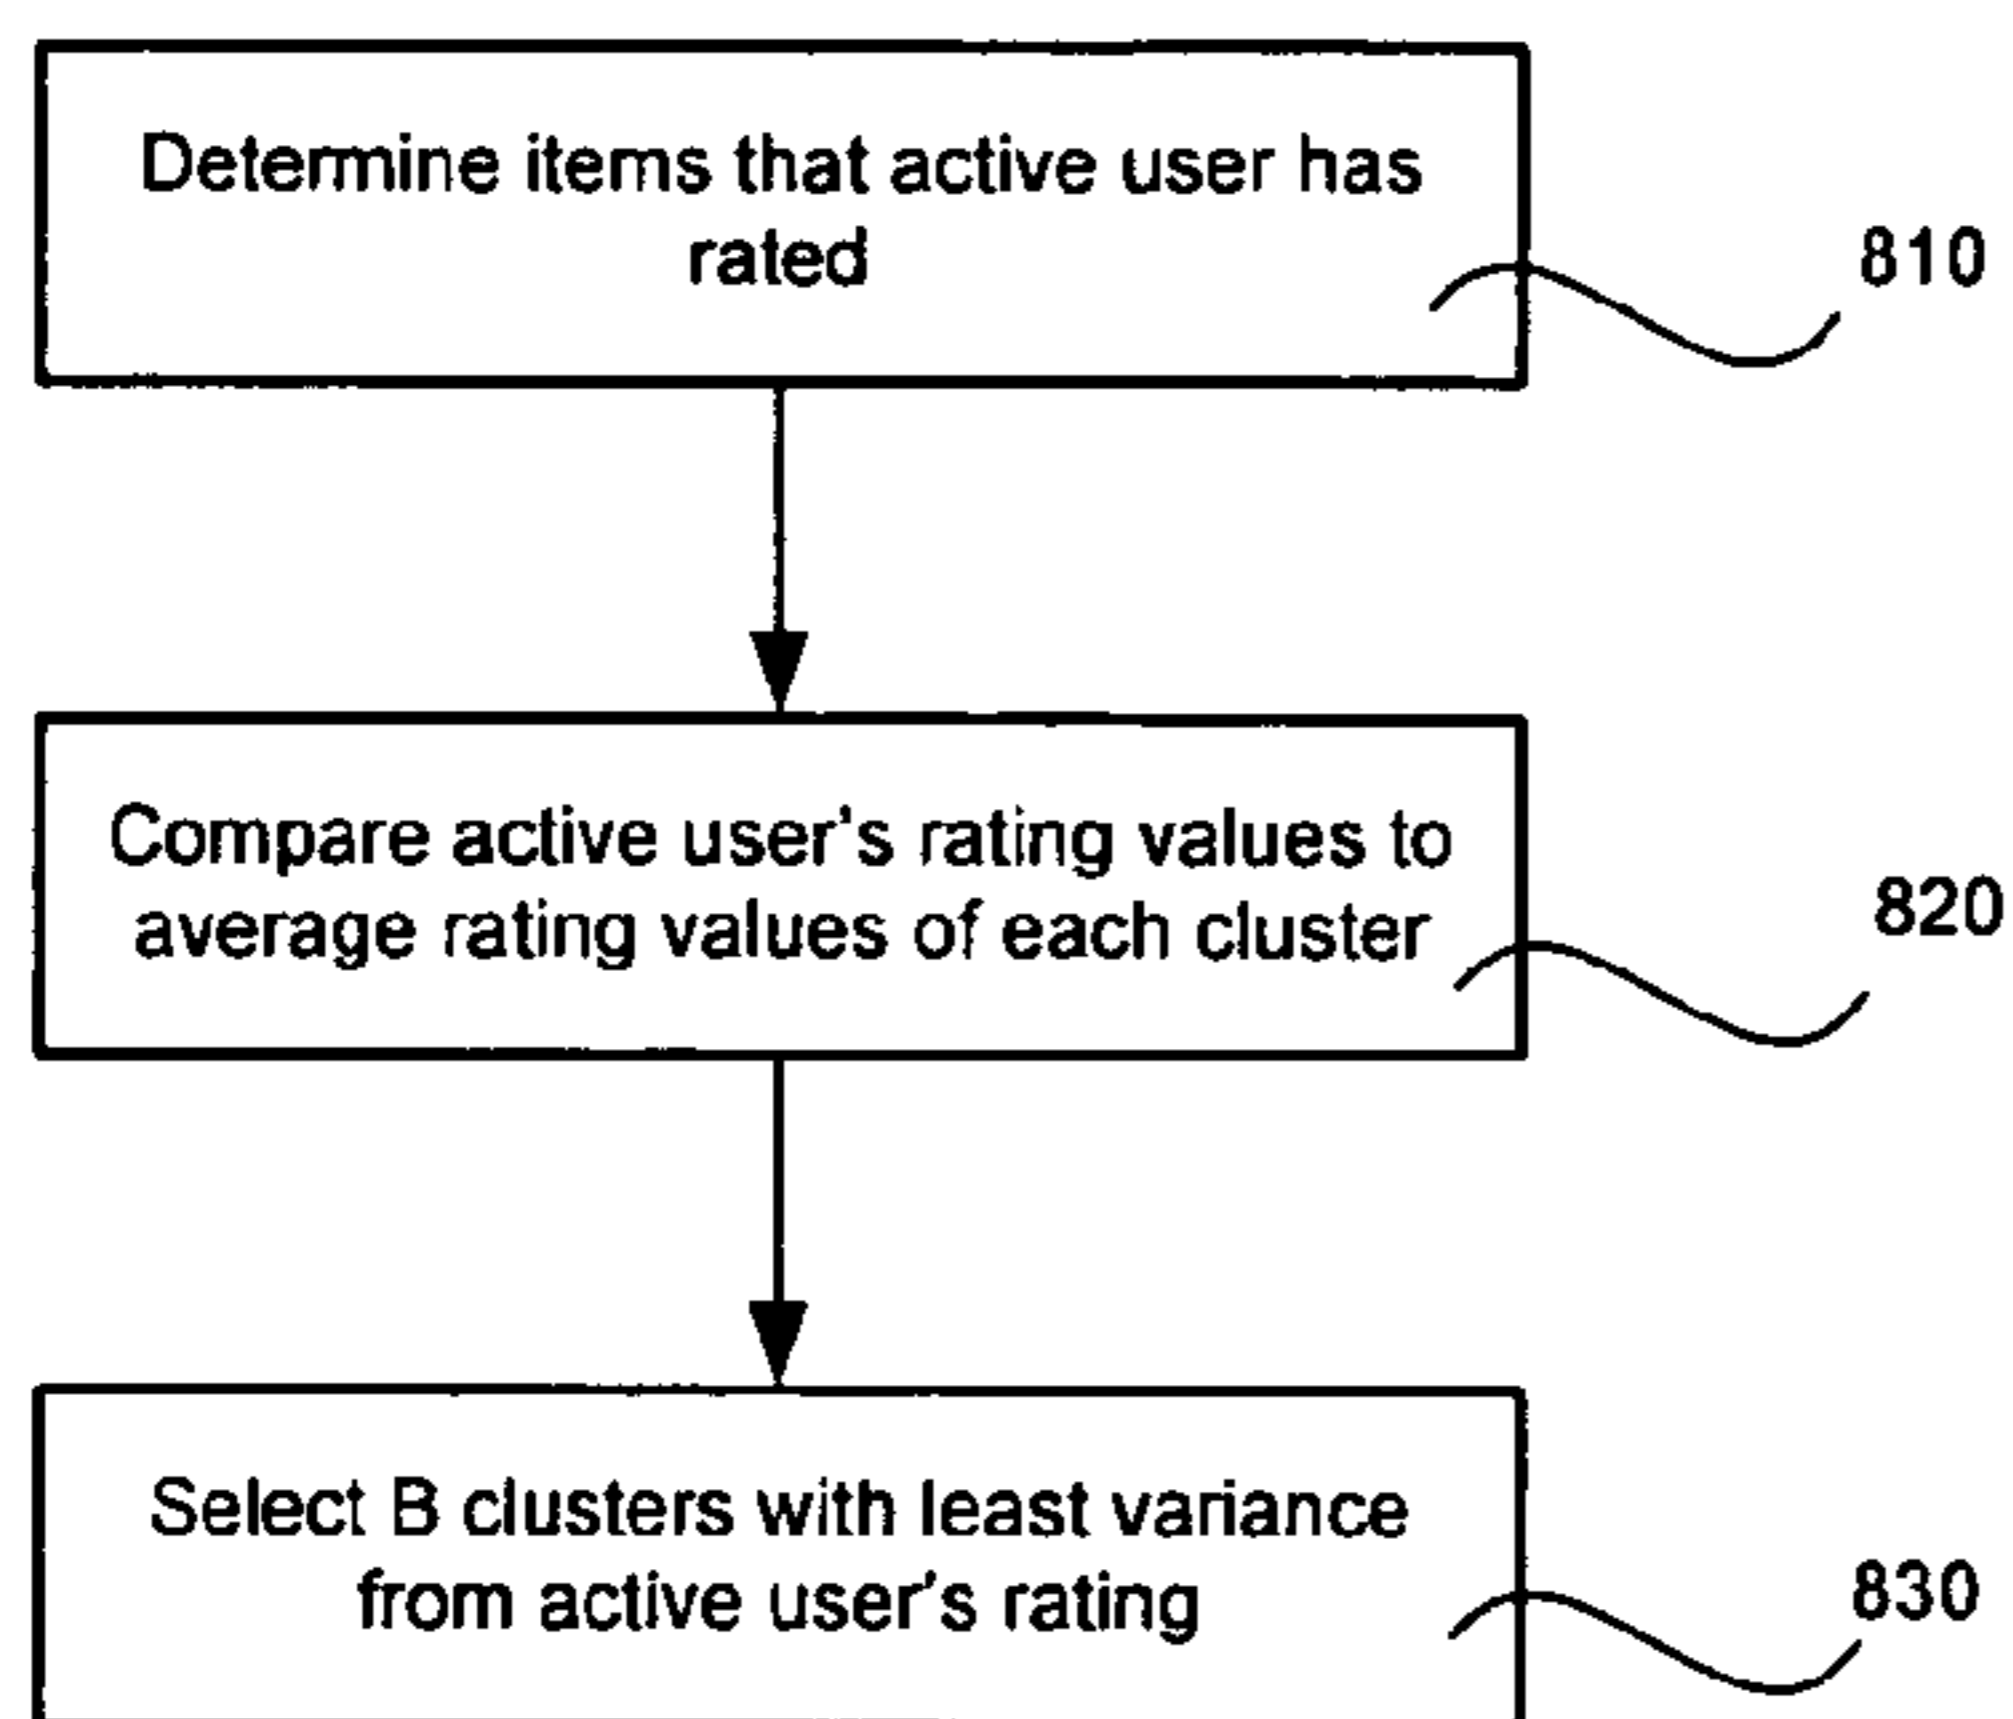 Determine items that active user has
rated
810
Compare active user's rating values to
average rating values of each cluster
820
Select B clusters with least variance
from active user's rating
830